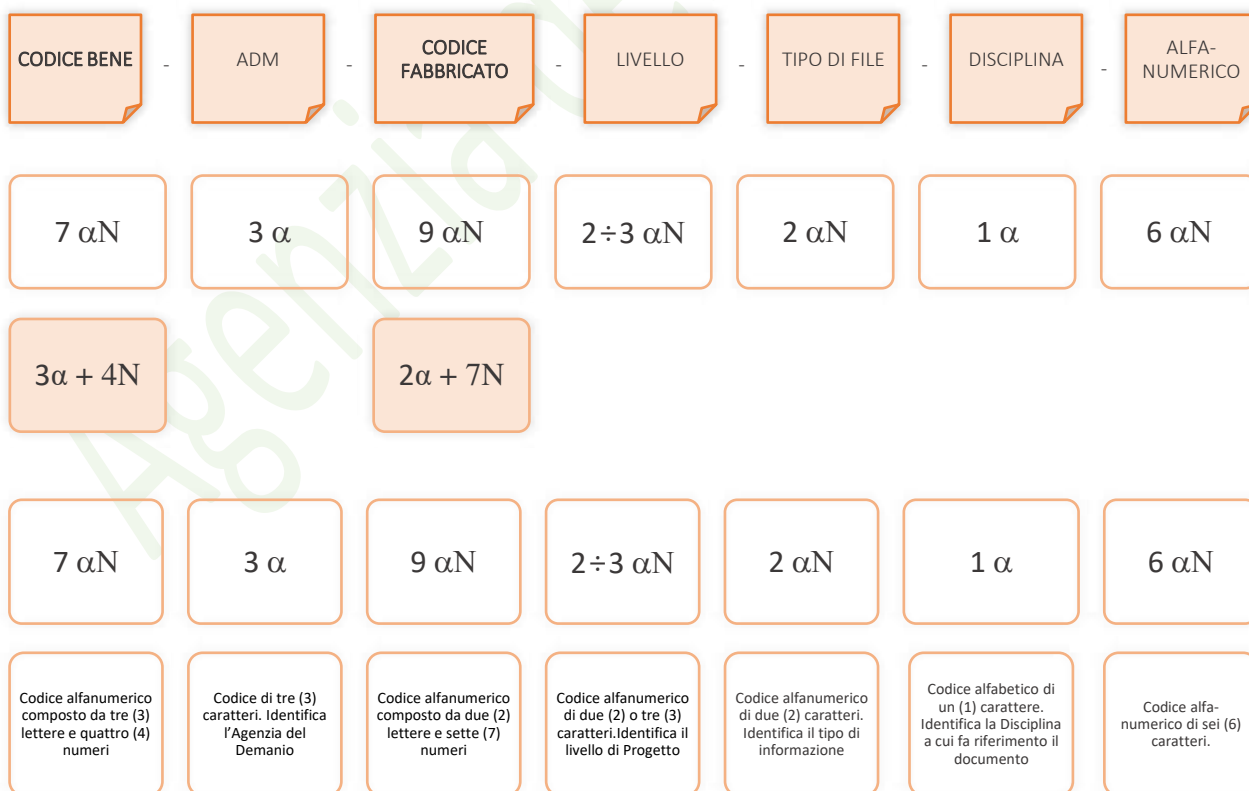 CODICE BENE - ADM - CODICE FABBRICATO - LIVELLO - TIPO DI FILE - DISCIPLINA - ALFA-NUMERICO
7 αN
3 α
9 αN
2÷3 αN
2 αN
1 α
6 αN
3α + 4N
2α + 7N
7 αN
3 α
9 αN
2÷3 αN
2 αN
1 α
6 αN
Codice alfanumerico
composto da tre (3)
lettere e quattro (4)
numeri
Codice di tre (3)
caratteri. Identifica
l’Agenzia del
Demanio
Codice alfanumerico
composto da due (2)
lettere e sette (7)
numeri
Codice alfanumerico
di due (2) o tre (3)
caratteri.Identifica il
livello di Progetto
Codice alfanumerico
di due (2) caratteri.
Identifica il tipo di
informazione
Codice alfabetico di
un (1) carattere.
Identifica la Disciplina
a cui fa riferimento il
documento
Codice alfa-
numerico di sei (6)
caratteri.
Agenzia